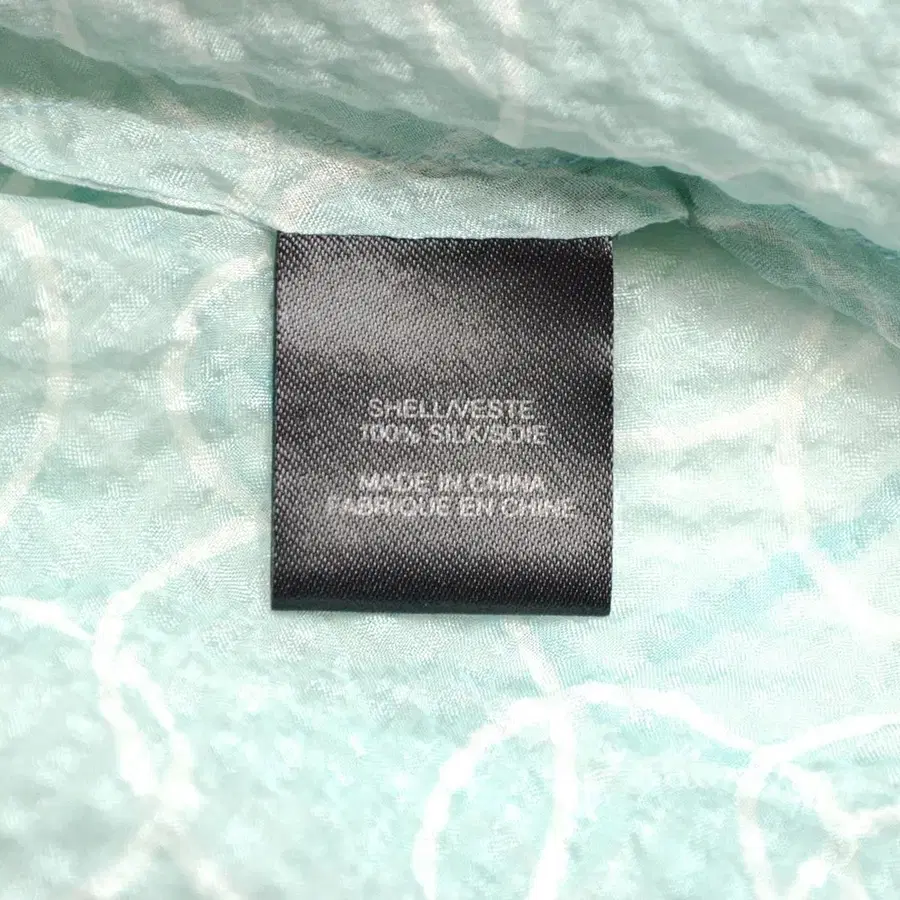 SHELL/VESTE
100% SILK/SOIE
MADE IN CHINA
FABRIQUE EN CHINE